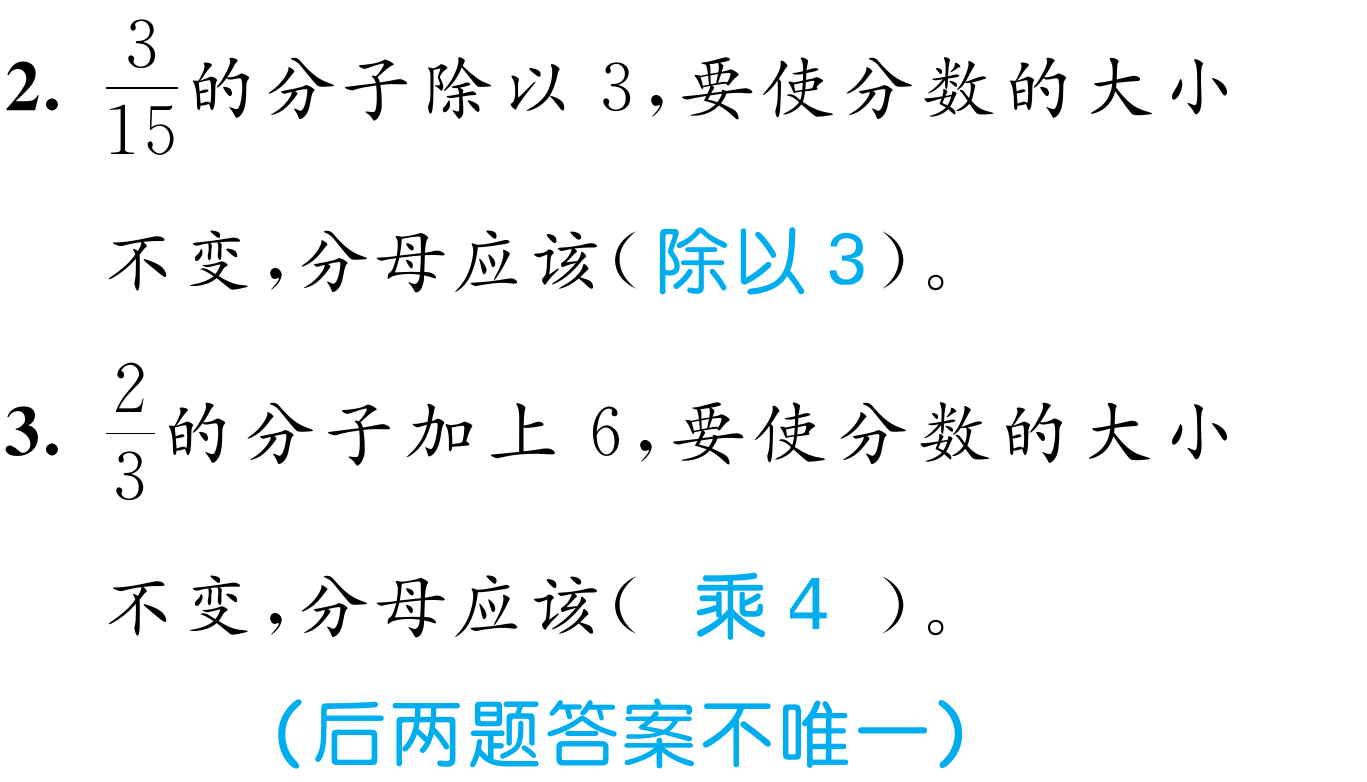 2. 3/15的分子除以 3,要使分数的大小
不变,分母应该(除以 3)。
3. 2/3的分子加上 6,要使分数的大小
不变,分母应该( 乘 4 )。
(后两题答案不唯一)